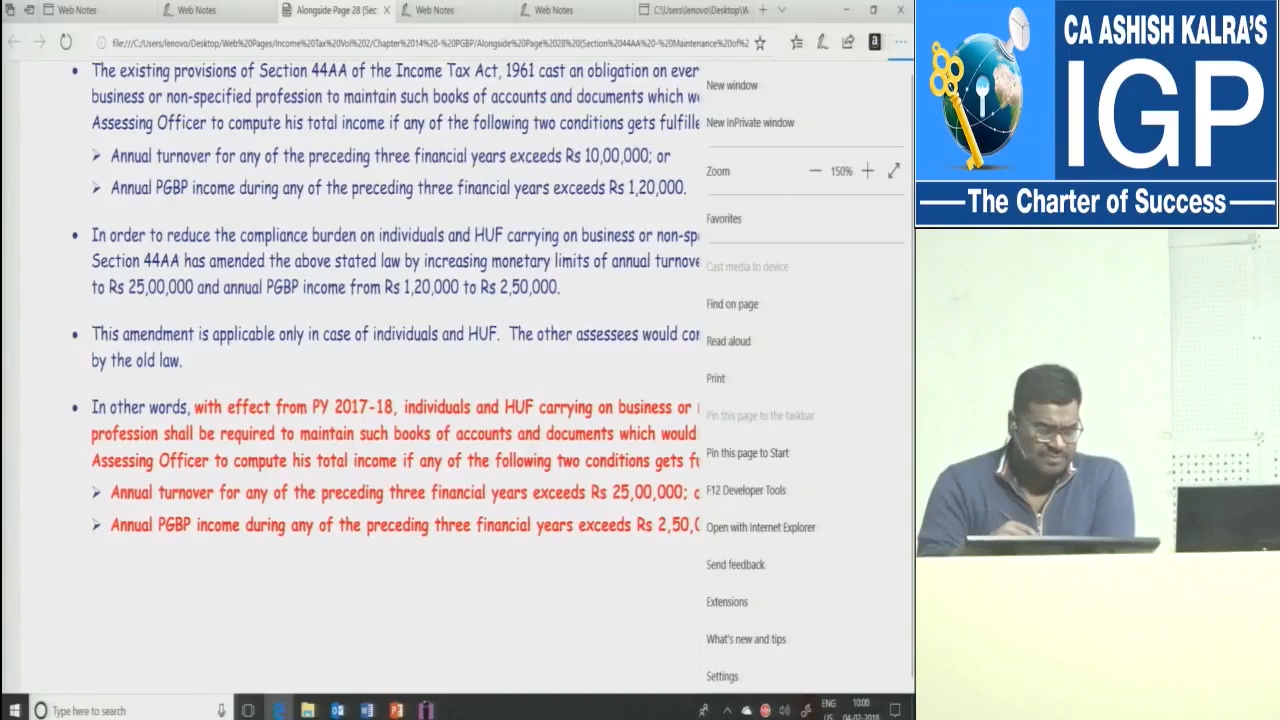 Web Notes
Web Notes
Alongside Page 28 (Sec
Web Notes
Web Notes
C:\Users\lenovo\Desktop\W
file:///C:/Users/lenovo/Desktop/Web%20Pages/Income%20Tax%20Vol%202/Chapter%2014%20-%20PGBP/Alongside%20Page%2028%20(Section%2044AA%20-%20Maintenance%20of%2
The existing provisions of Section 44AA of the Income Tax Act, 1961 cast an obligation on ever
business or non-specified profession to maintain such books of accounts and documents which w
Assessing Officer to compute his total income if any of the following two conditions gets fulfille
Annual turnover for any of the preceding three financial years exceeds Rs 10,00,000; or
Annual PGBP income during any of the preceding three financial years exceeds Rs 1,20,000.
In order to reduce the compliance burden on individuals and HUF carrying on business or non-sp
Section 44AA has amended the above stated law by increasing monetary limits of annual turnove
to Rs 25,00,000 and annual PGBP income from Rs 1,20,000 to Rs 2,50,000.
This amendment is applicable only in case of individuals and HUF. The other assessees would con
by the old law.
In other words, with effect from PY 2017-18, individuals and HUF carrying on business or
profession shall be required to maintain such books of accounts and documents which would
Assessing Officer to compute his total income if any of the following two conditions gets fu
Annual turnover for any of the preceding three financial years exceeds Rs 25,00,000;
Annual PGBP income during any of the preceding three financial years exceeds Rs 2,50,0
New window
New InPrivate window
Zoom
150%
Favorites
Cast media to device
Find on page
Read aloud
Print
Pin this page to the taskbar
Pin this page to Start
F12 Developer Tools
Open with Internet Explorer
Send feedback
Extensions
What's new and tips
Settings
Type here to search
ENG
US
10:00
04-02-2018
CA ASHISH KALRA'S
IGP
The Charter of Success